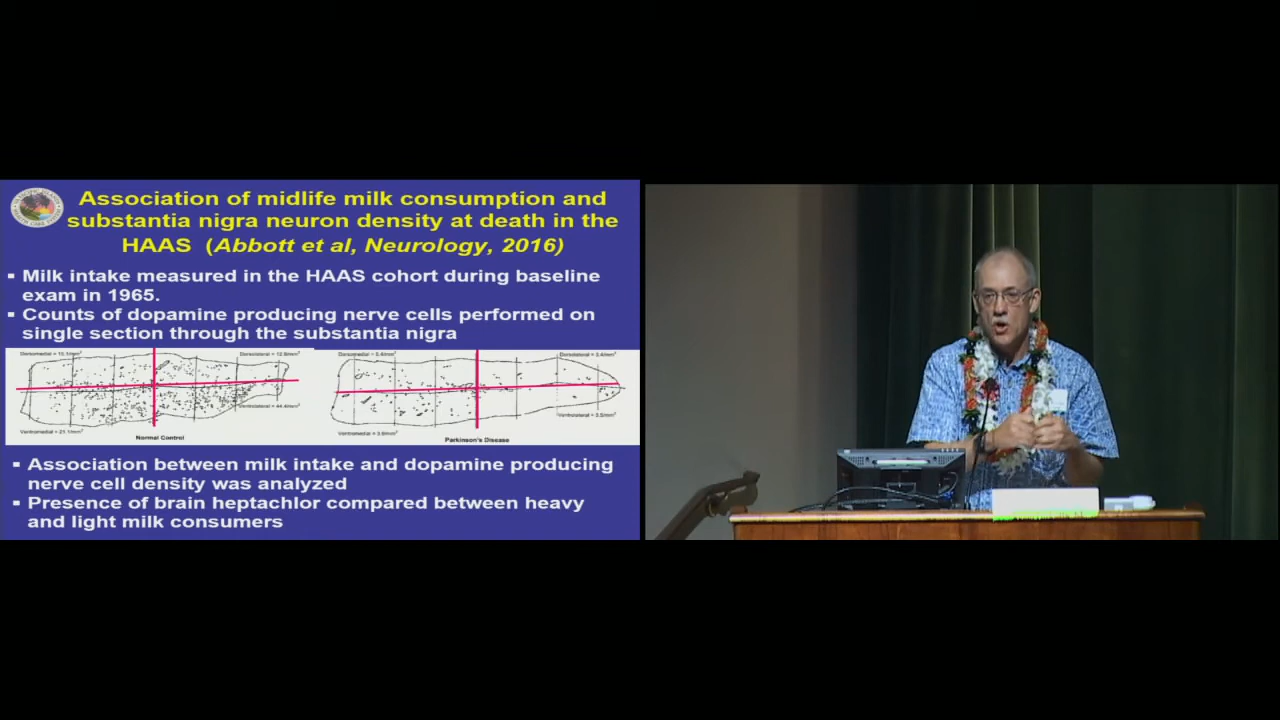 Association of midlife milk consumption and
substantia nigra neuron density at death in the
HAAS (Abbott et al, Neurology, 2016)
▪ Milk intake measured in the HAAS cohort during baseline
exam in 1965.
▪ Counts of dopamine producing nerve cells performed on
single section through the substantia nigra
Normal Control
Parkinson's Disease
▪ Association between milk intake and dopamine producing
nerve cell density was analyzed
▪ Presence of brain heptachlor compared between heavy
and light milk consumers